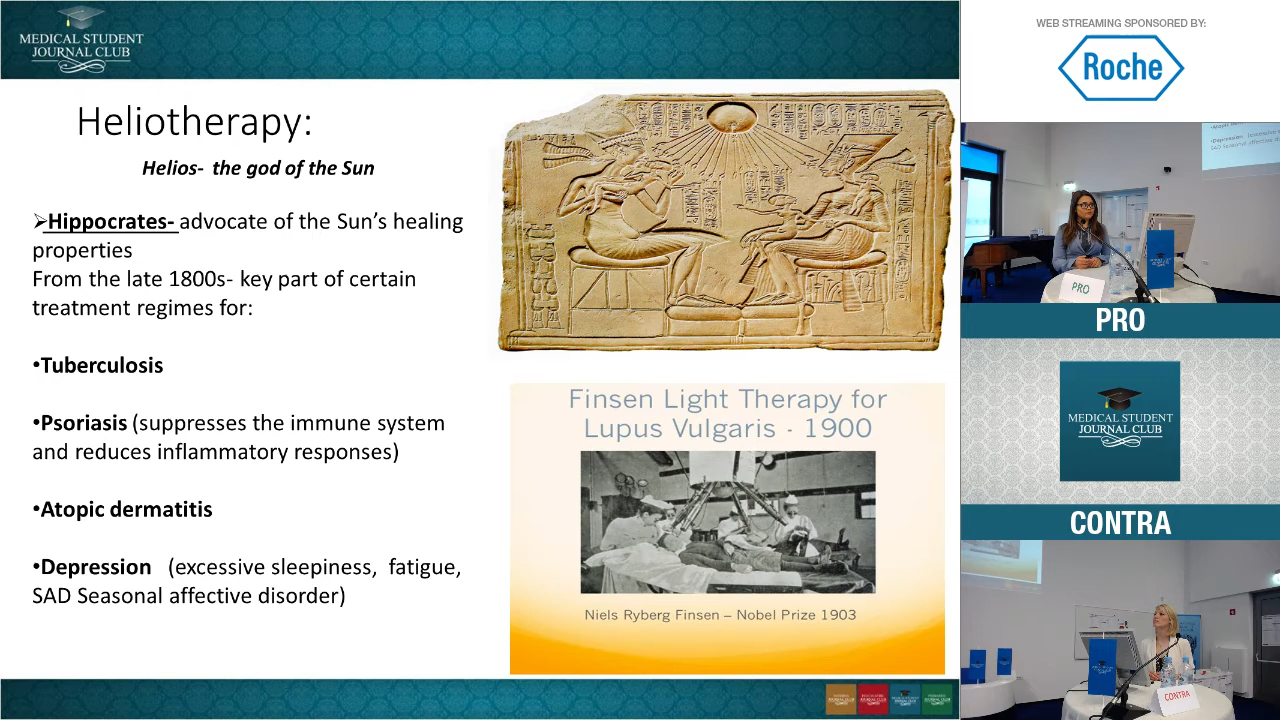 MEDICAL STUDENT
JOURNAL CLUB
Heliotherapy:
Helios- the god of the Sun
➢ Hippocrates- advocate of the Sun’s healing
properties
From the late 1800s- key part of certain
treatment regimes for:
•Tuberculosis
•Psoriasis (suppresses the immune system
and reduces inflammatory responses)
•Atopic dermatitis
•Depression (excessive sleepiness, fatigue,
SAD Seasonal affective disorder)
Finsen Light Therapy for
Lupus Vulgaris - 1900
Niels Ryberg Finsen – Nobel Prize 1903
WEB STREAMING SPONSORED BY:
Roche
PRO
PRO
MEDICAL STUDENT
JOURNAL CLUB
CONTRA
CONTRA